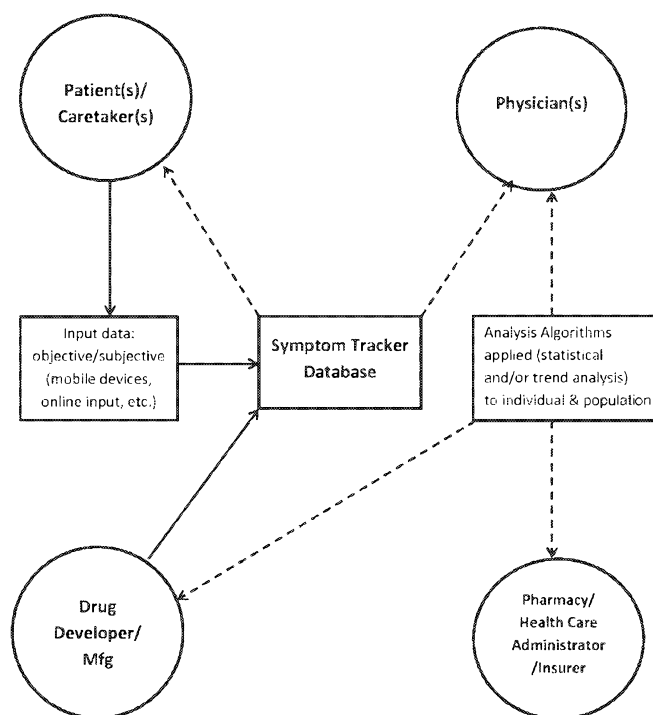 Patient(s)/
Caretaker(s)
Physician(s)
Input data:
objective/subjective
(mobile devices,
online input, etc.)
Symptom Tracker
Database
Analysis Algorithms
applied (statistical
and/or trend analysis)
to individual & population
Drug
Developer/
Mfg
Pharmacy/
Health Care
Administrator
/Insurer